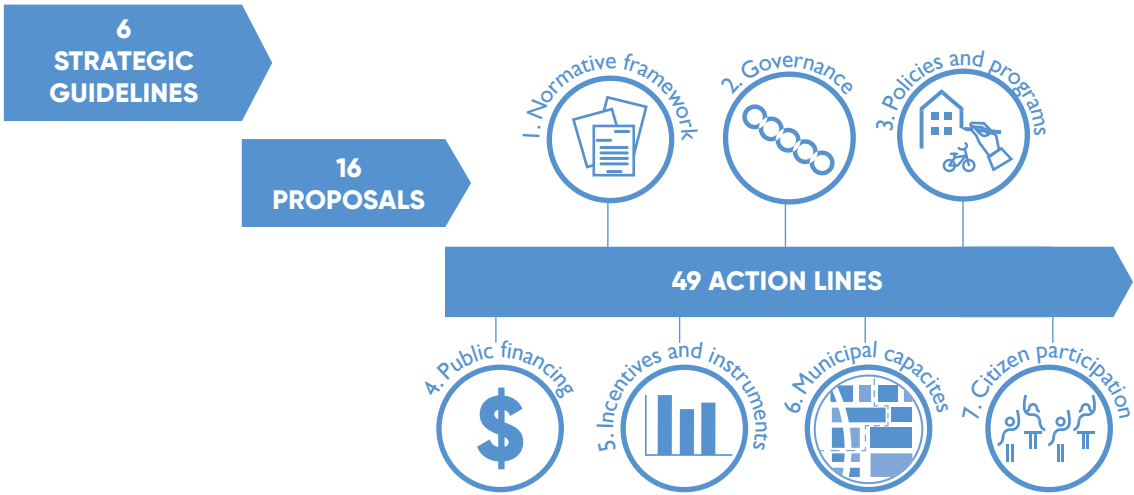 6
STRATEGIC
GUIDELINES
16
PROPOSALS
1. Normative framework
2. Governance
3. Policies and programs
49 ACTION LINES
4. Public financing
5. Incentives and instruments
6. Municipal capacites
7. Citizen participation
$